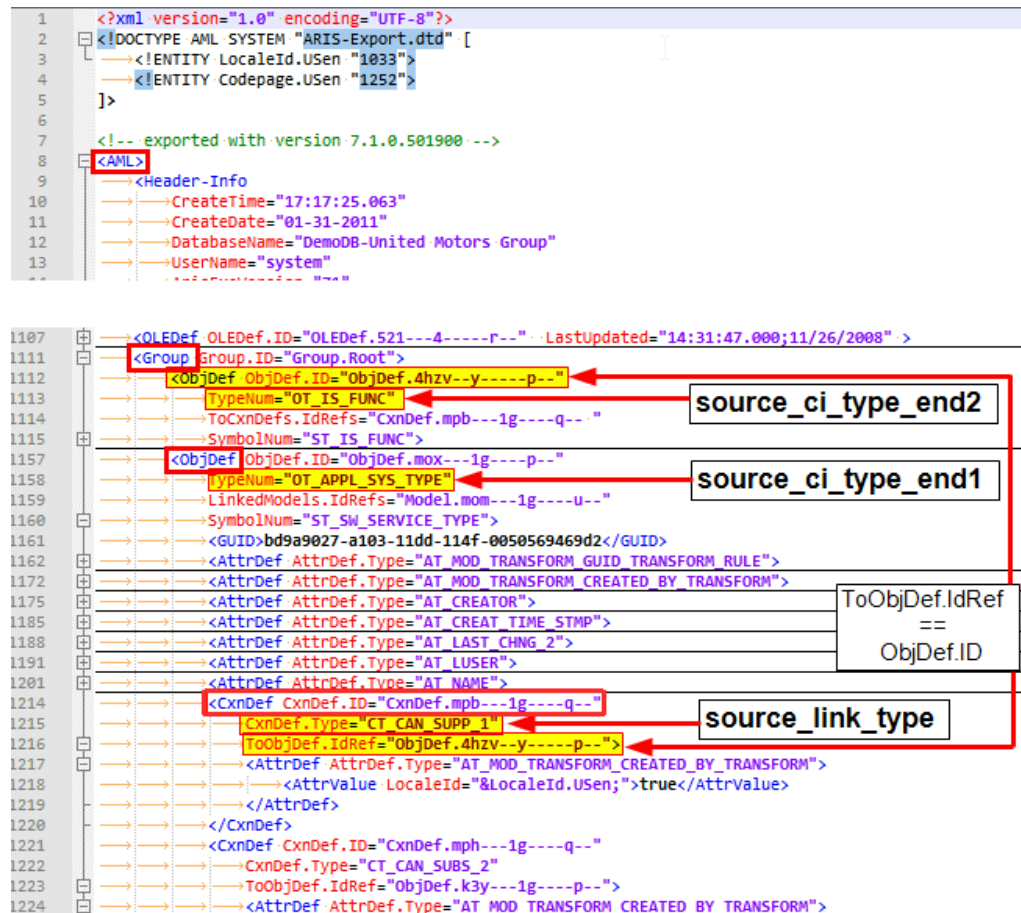 1 <?xml version="1.0" encoding="UTF-8"?>
2 <!DOCTYPE AML SYSTEM "ARIS-Export.dtd" [
3 <!ENTITY LocaleId.USen "1033">
4 <!ENTITY Codepage.USen "1252">
5 ]>
6
7 <!-- exported with version 7.1.0.501900 -->
8 <AML>
9 <Header-Info
10 CreateTime="17:17:25.063"
11 CreateDate="01-31-2011"
12 DatabaseName="DemoDB-United Motors Group"
13 UserName="system"
1107 <OLEDef OLEDef.ID="OLEDef.521---4-----r--" LastUpdated="14:31:47.000;11/26/2008" >
1111 <Group Group.ID="Group.Root">
1112 <ObjDef ObjDef.ID="ObjDef.4hzv--y-----p--"
1113 TypeNum="OT_IS_FUNC"
source_ci_type_end2
1114 ToCxnDefs.IdRefs="CxnDef.mpb---1g----q-- "
1115 SymbolNum="ST_IS_FUNC">
1157 <ObjDef ObjDef.ID="ObjDef.mox---1g----p--"
1158 TypeNum="OT_APPL_SYS_TYPE"
source_ci_type_end1
1159 LinkedModels.IdRefs="Model.mom---1g----u--"
1160 SymbolNum="ST_SW_SERVICE_TYPE">
1161 <GUID>bd9a9027-a103-11dd-114f-0050569469d2</GUID>
1162 <AttrDef AttrDef.Type="AT_MOD_TRANSFORM_GUID_TRANSFORM_RULE">
1172 <AttrDef AttrDef.Type="AT_MOD_TRANSFORM_CREATED_BY_TRANSFORM">
1175 <AttrDef AttrDef.Type="AT_CREATOR">
1185 <AttrDef AttrDef.Type="AT_CREAT_TIME_STMP">
1188 <AttrDef AttrDef.Type="AT_LAST_CHNG_2">
1191 <AttrDef AttrDef.Type="AT_LUSER">
1201 <AttrDef AttrDef.Type="AT_NAME">
ToObjDef.IdRef
==
ObjDef.ID
1214 <CxnDef CxnDef.ID="CxnDef.mpb---1g----q--"
1215 CxnDef.Type="CT_CAN_SUPP_1"
source_link_type
1216 ToObjDef.IdRef="ObjDef.4hzv--y-----p--">
1217 <AttrDef AttrDef.Type="AT_MOD_TRANSFORM_CREATED_BY_TRANSFORM">
1218 <AttrValue LocaleId="&LocaleId.USen;">true</AttrValue>
1219 </AttrDef>
1220 </CxnDef>
1221 <CxnDef CxnDef.ID="CxnDef.mph---1g----q--"
1222 CxnDef.Type="CT_CAN_SUBS_2"
1223 ToObjDef.IdRef="ObjDef.k3y---1g----p--">
1224 <AttrDef AttrDef.Type="AT_MOD_TRANSFORM_CREATED_BY_TRANSFORM">